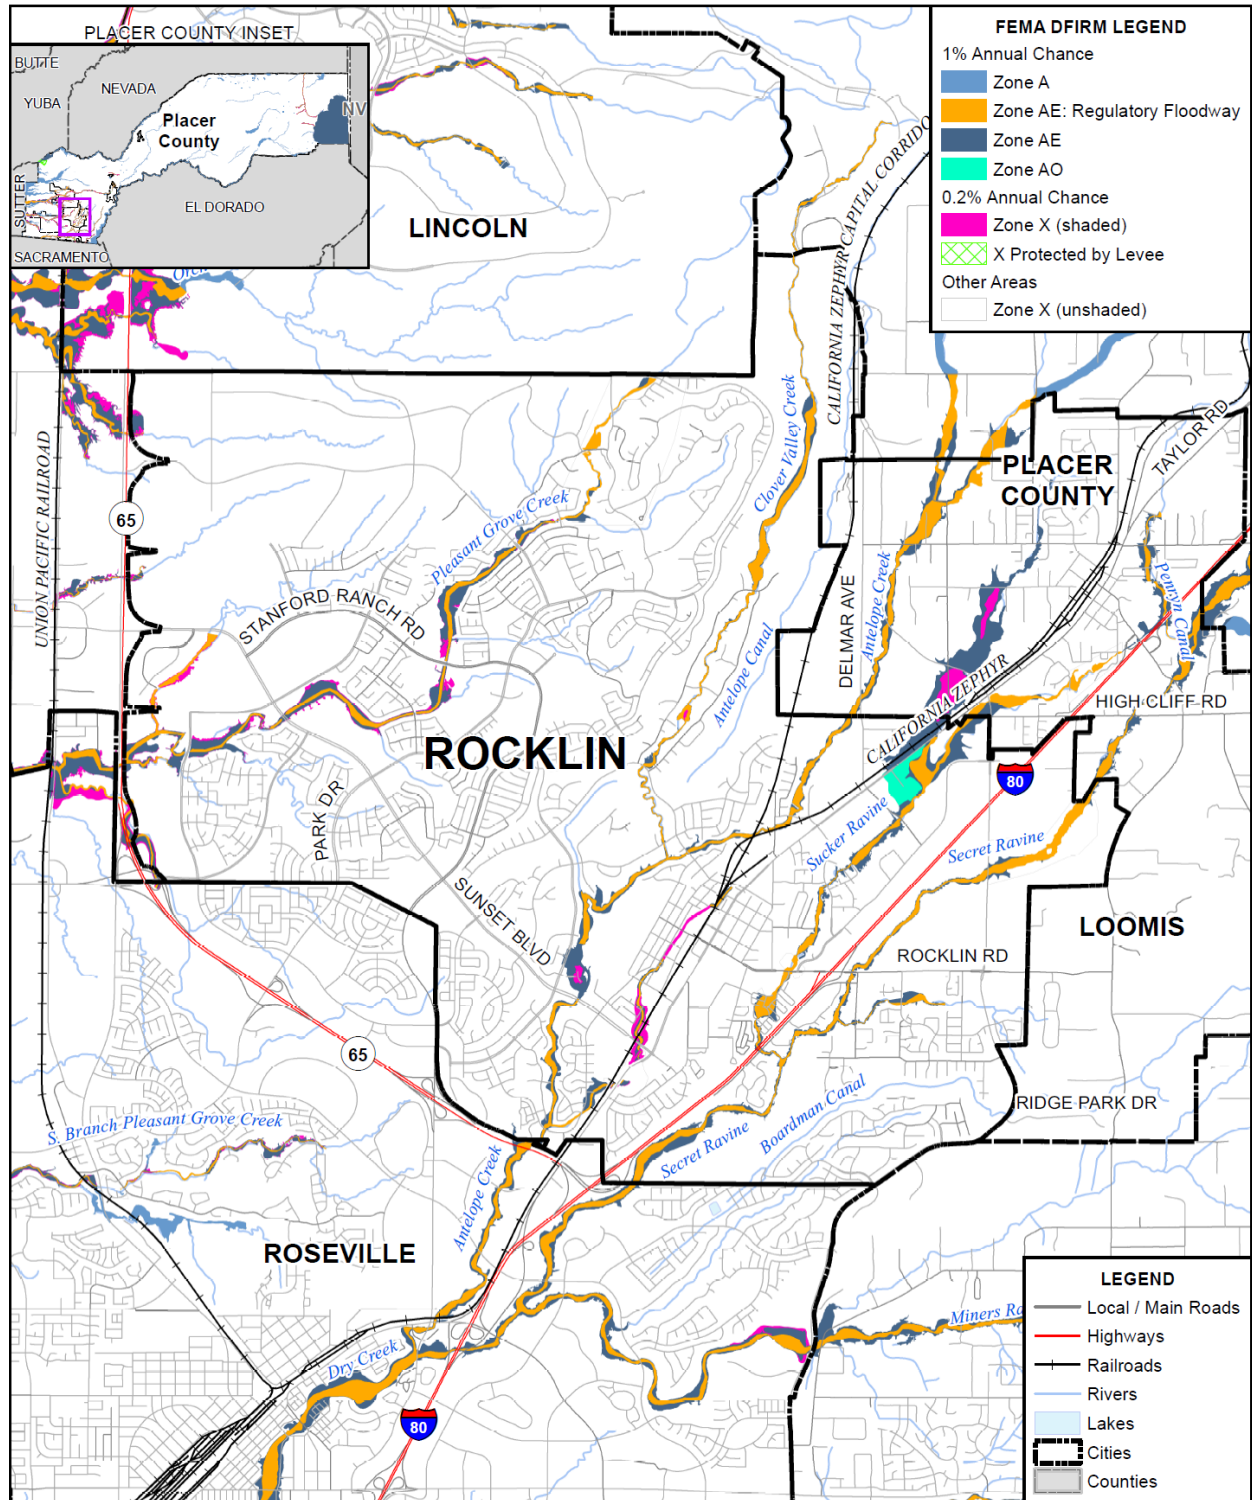 PLACER COUNTY INSET
BUTTE
YUBA
NEVADA
NV
Placer
County
SUTTER
EL DORADO
SACRAMENTO
FEMA DFIRM LEGEND
1% Annual Chance
Zone A
Zone AE: Regulatory Floodway
Zone AE
Zone AO
0.2% Annual Chance
Zone X (shaded)
X Protected by Levee
Other Areas
Zone X (unshaded)
LINCOLN
CALIFORNIA ZEPHYR/CAPITAL CORRIDO
Clover Valley Creek
PLACER
COUNTY
TAYLOR RD
UNION PACIFIC RAILROAD
65
Pleasant Grove Creek
STANFORD RANCH RD
DELMAR AVE
Antelope Creek
Penryn Canal
Antelope Canal
HIGH CLIFF RD
CALIFORNIA ZEPHYR
ROCKLIN
80
PARK DR
Sucker Ravine
Secret Ravine
SUNSET BLVD
LOOMIS
ROCKLIN RD
65
RIDGE PARK DR
Boardman Canal
Secret Ravine
S. Branch Pleasant Grove Creek
Antelope Creek
ROSEVILLE
Miners Ra
Dry Creek
80
LEGEND
Local / Main Roads
Highways
Railroads
Rivers
Lakes
Cities
Counties